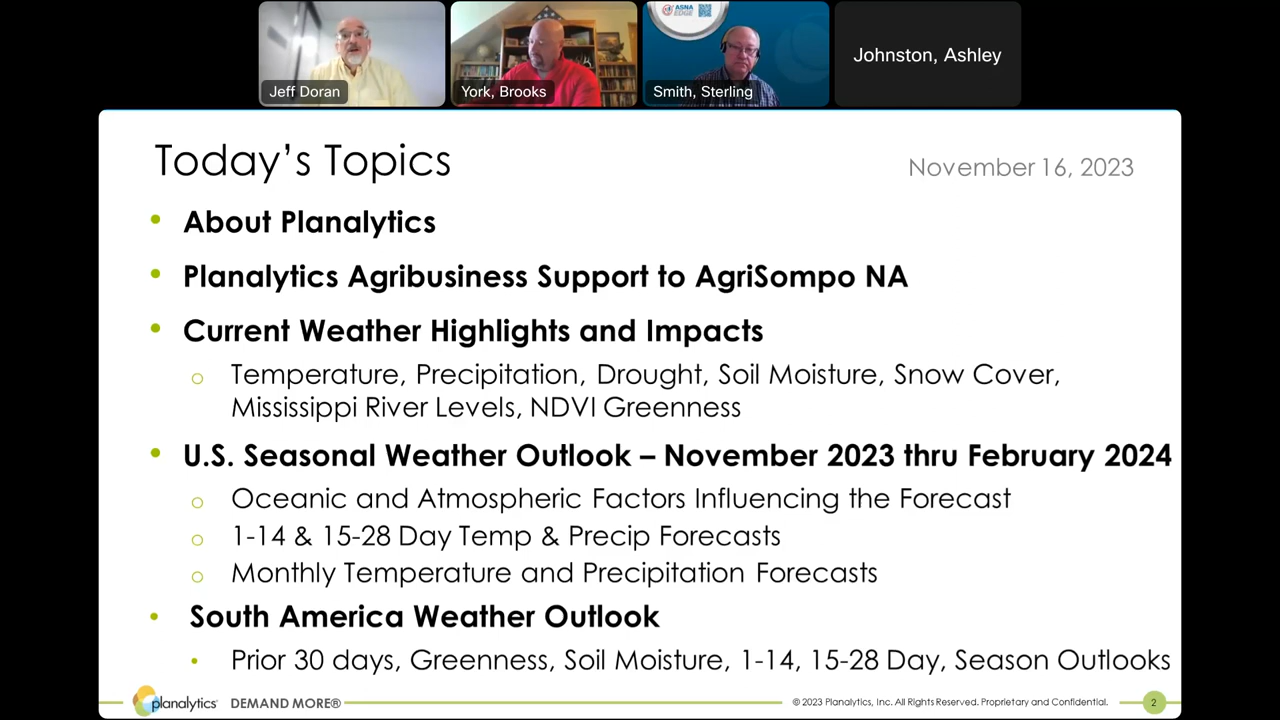 ASNA
EDGE
Jeff Doran
York, Brooks
Smith, Sterling
Johnston, Ashley
Today's Topics
November 16, 2023
• About Planalytics
• Planalytics Agribusiness Support to AgriSompo NA
• Current Weather Highlights and Impacts
o Temperature, Precipitation, Drought, Soil Moisture, Snow Cover,
Mississippi River Levels, NDVI Greenness
• U.S. Seasonal Weather Outlook – November 2023 thru February 2024
o Oceanic and Atmospheric Factors Influencing the Forecast
o 1-14 & 15-28 Day Temp & Precip Forecasts
o Monthly Temperature and Precipitation Forecasts
• South America Weather Outlook
• Prior 30 days, Greenness, Soil Moisture, 1-14, 15-28 Day, Season Outlooks
planalytics DEMAND MORE®
© 2023 Planalytics, Inc. All Rights Reserved. Proprietary and Confidential.
2